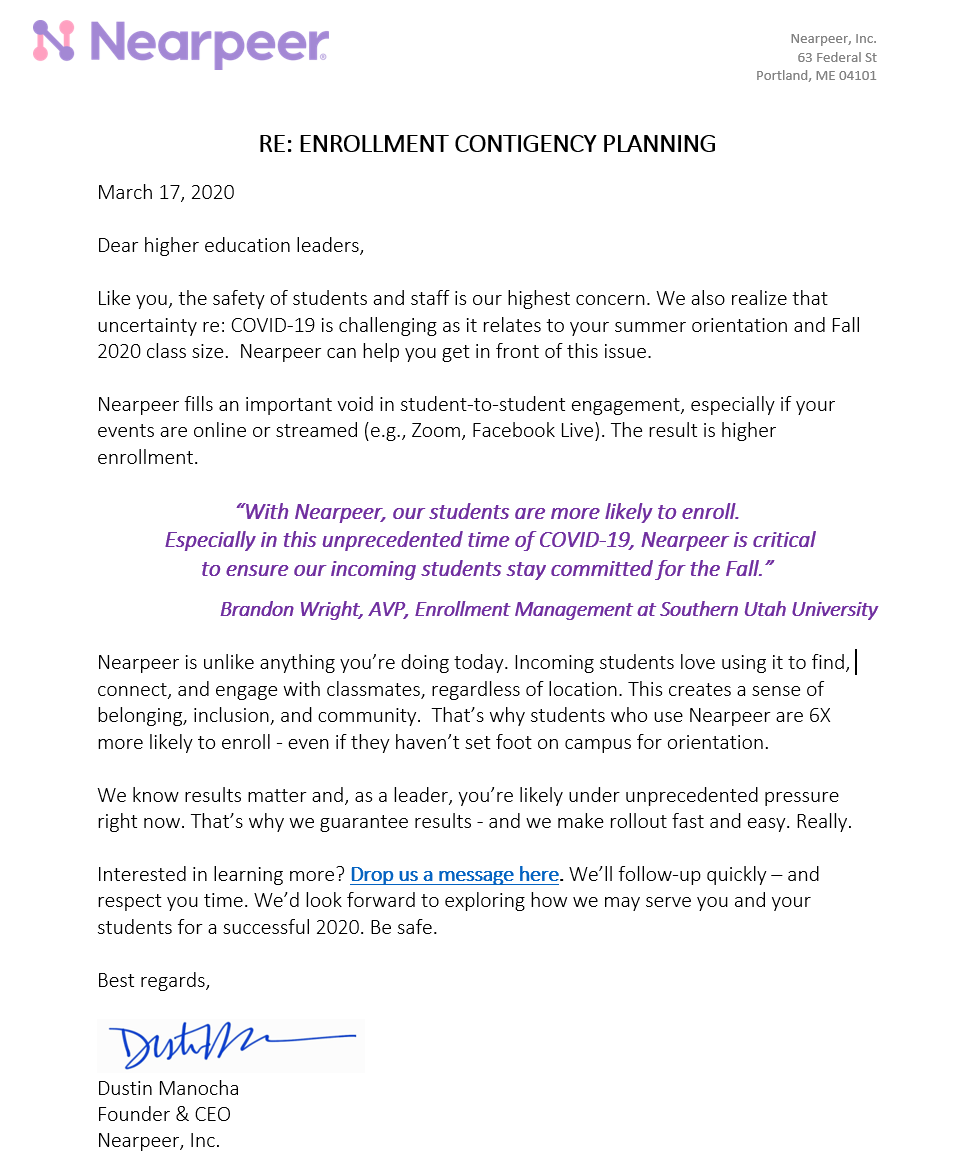 Nearpeer®
Nearpeer, Inc.
63 Federal St
Portland, ME 04101
RE: ENROLLMENT CONTIGENCY PLANNING
March 17, 2020
Dear higher education leaders,
Like you, the safety of students and staff is our highest concern. We also realize that
uncertainty re: COVID-19 is challenging as it relates to your summer orientation and Fall
2020 class size.  Nearpeer can help you get in front of this issue.
Nearpeer fills an important void in student-to-student engagement, especially if your
events are online or streamed (e.g., Zoom, Facebook Live). The result is higher
enrollment.
“With Nearpeer, our students are more likely to enroll.
Especially in this unprecedented time of COVID-19, Nearpeer is critical
to ensure our incoming students stay committed for the Fall.”
Brandon Wright, AVP, Enrollment Management at Southern Utah University
Nearpeer is unlike anything you’re doing today. Incoming students love using it to find,
connect, and engage with classmates, regardless of location. This creates a sense of
belonging, inclusion, and community.  That’s why students who use Nearpeer are 6X
more likely to enroll - even if they haven’t set foot on campus for orientation.
We know results matter and, as a leader, you’re likely under unprecedented pressure
right now. That’s why we guarantee results - and we make rollout fast and easy. Really.
Interested in learning more? Drop us a message here. We’ll follow-up quickly – and
respect you time. We’d look forward to exploring how we may serve you and your
students for a successful 2020. Be safe.
Best regards,
Dustin Manocha
Founder & CEO
Nearpeer, Inc.